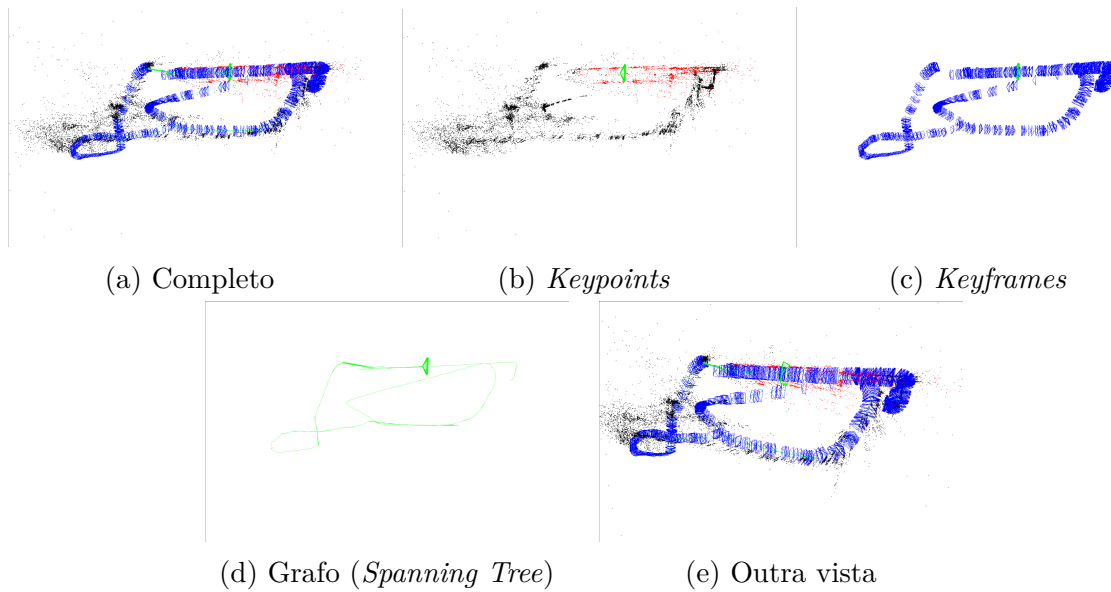 (a) Completo
(b) Keypoints
(c) Keyframes
(d) Grafo (Spanning Tree)
(e) Outra vista